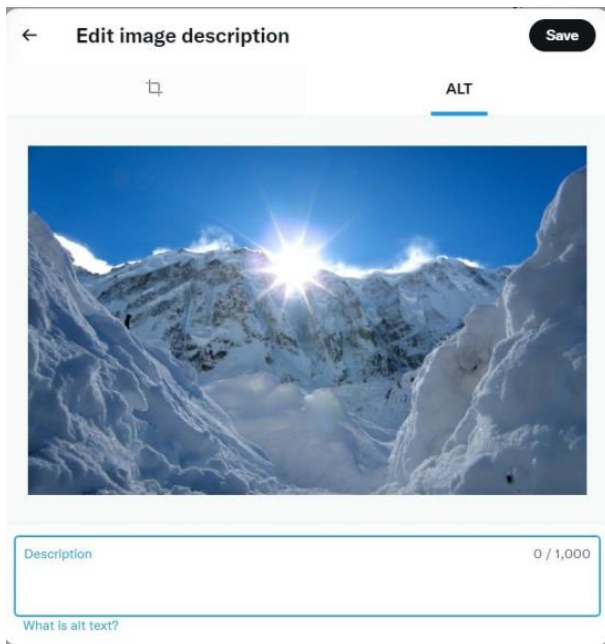 ← Edit image description Save
ALT
Description 0 / 1,000
What is alt text?